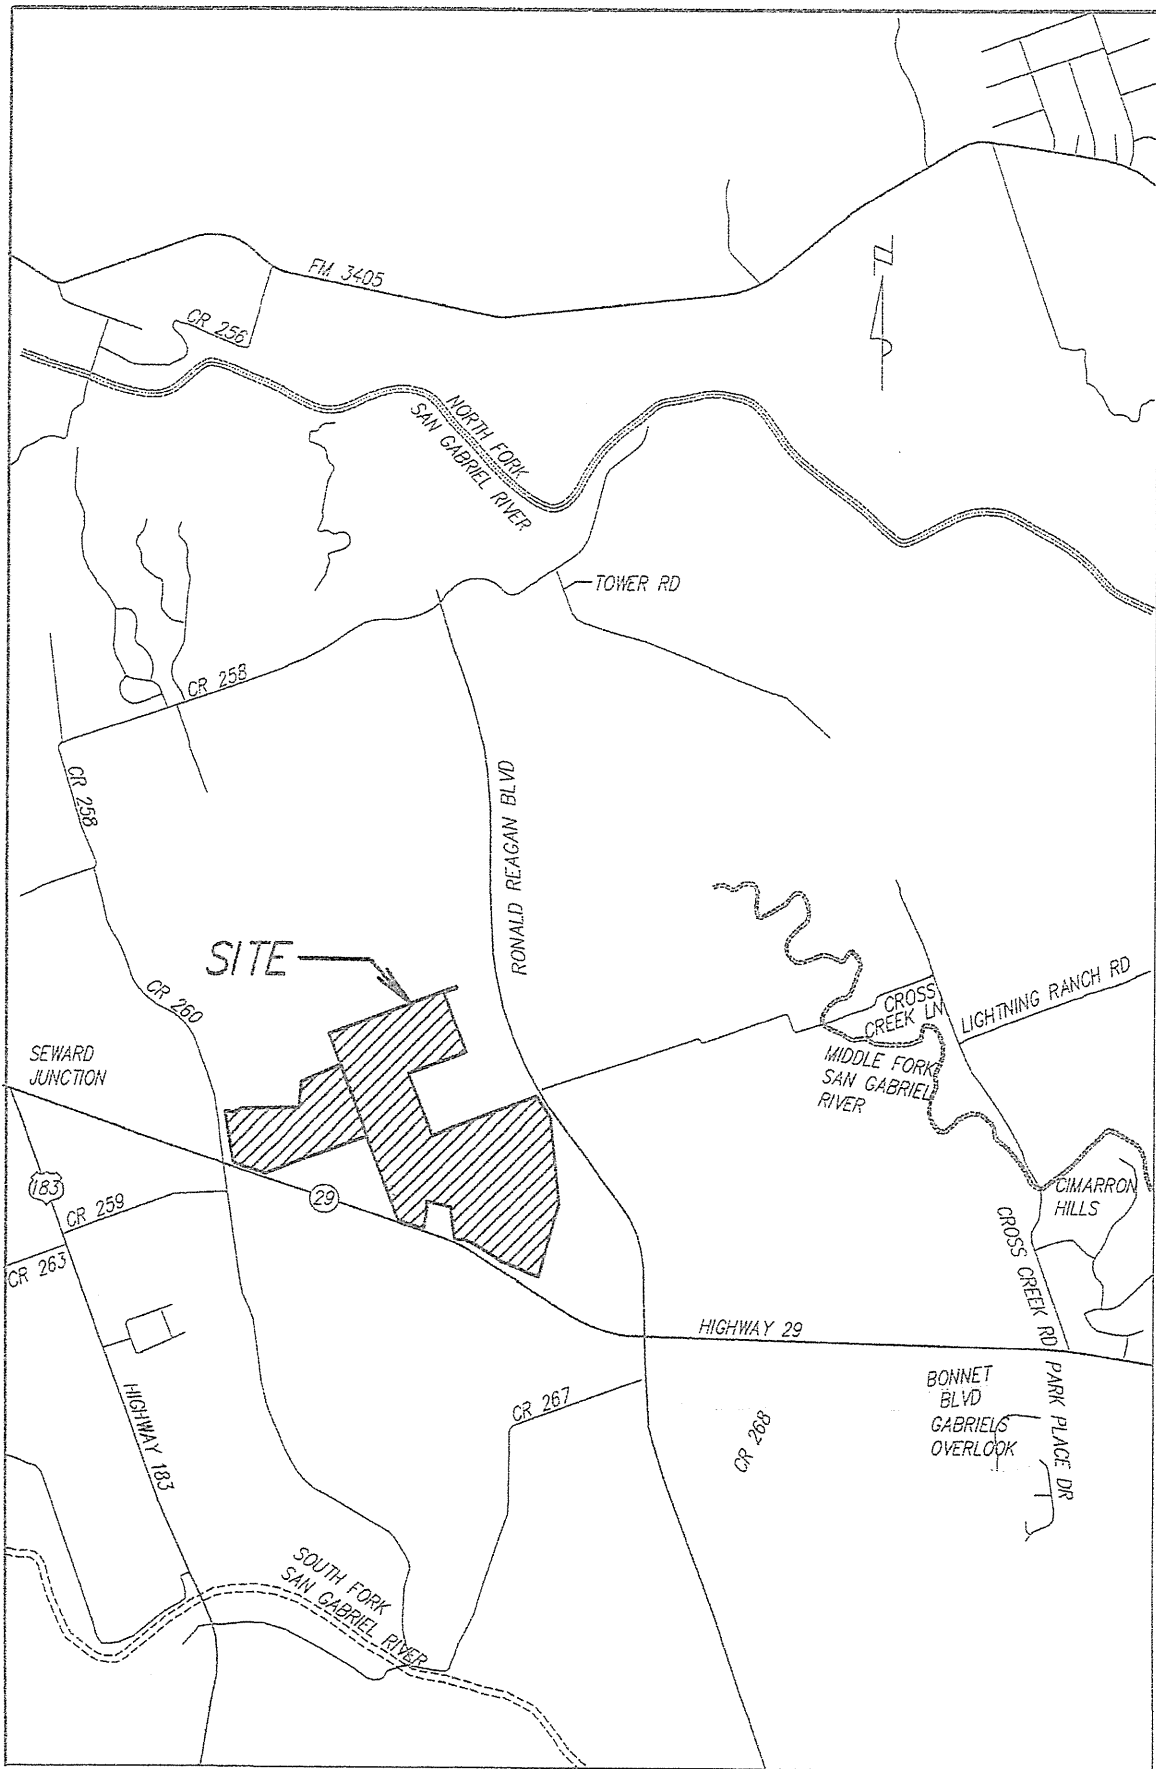 FM 3405
CR 256
NORTH FORK
SAN GABRIEL RIVER
TOWER RD
CR 258
CR 258
RONALD REAGAN BLVD
SITE
CR 260
CROSS
CREEK LN
LIGHTNING RANCH RD
SEWARD
JUNCTION
MIDDLE FORK
SAN GABRIEL
RIVER
183
29
CR 259
CIMARRON
HILLS
CR 263
CROSS CREEK RD
HIGHWAY 29
HIGHWAY 183
CR 267
CR 268
BONNET
BLVD
GABRIELS
OVERLOOK
PARK PLACE DR
SOUTH FORK
SAN GABRIEL RIVER
N